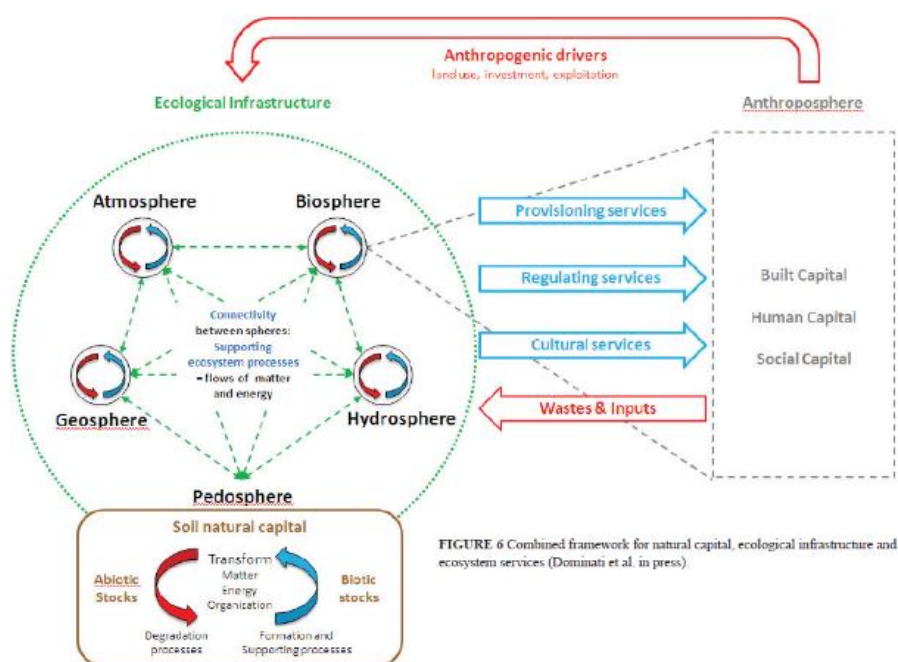 Anthropogenic drivers
land use, investment, exploitation
Ecological Infrastructure
Anthroposphere
Atmosphere
Biosphere
Provisioning services
Regulating services
Cultural services
Wastes & Inputs
Built Capital
Human Capital
Social Capital
Connectivity
between spheres:
Supporting
ecosystem processes
= flows of matter
and energy
Geosphere
Hydrosphere
Pedosphere
Soil natural capital
Abiotic
Stocks
Transform
Matter
Energy
Organization
Biotic
stocks
Degradation
processes
Formation and
Supporting processes
FIGURE 6 Combined framework for natural capital, ecological infrastructure and
ecosystem services (Dominati et al. in press).